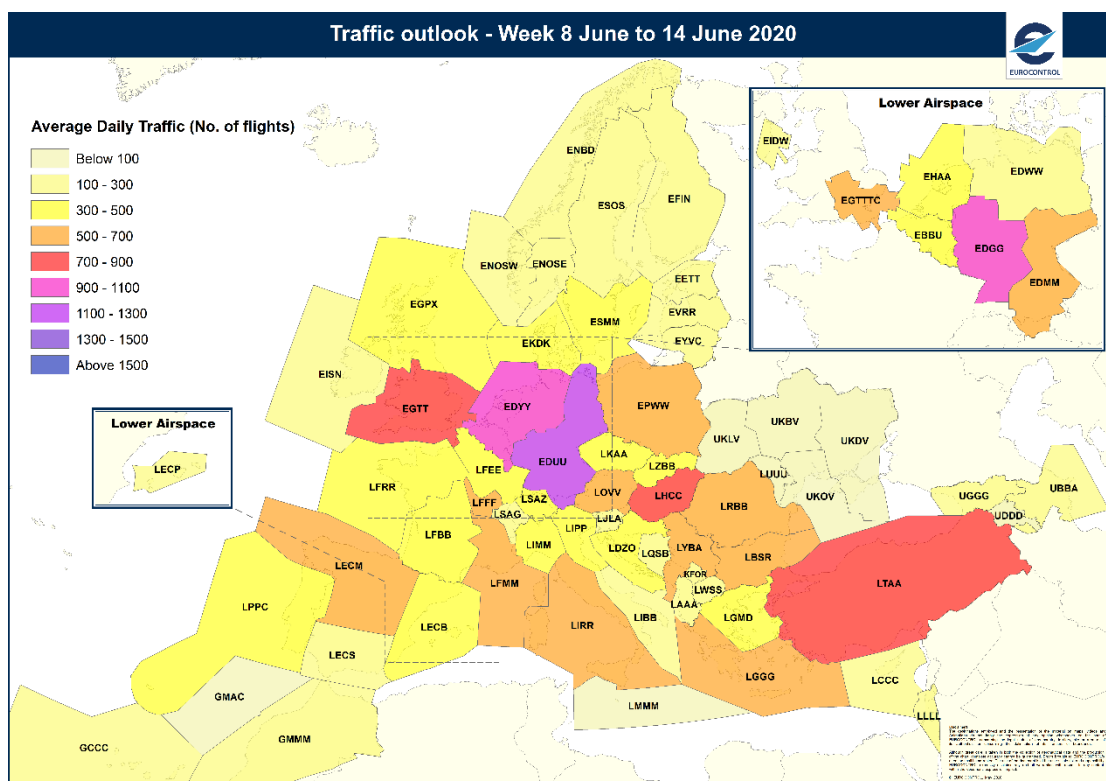 Traffic outlook - Week 8 June to 14 June 2020
EUROCONTROL
Average Daily Traffic (No. of flights)
Below 100
100 - 300
300 - 500
500 - 700
700 - 900
900 - 1100
1100 - 1300
1300 - 1500
Above 1500
Lower Airspace
EIDW
EHAA
EDWW
EGTTTC
EBBU
EDGG
EDMM
Lower Airspace
LECP
ENBD
ESOS
EFIN
ENOSW
ENOSE
EETT
EGPX
EVRR
ESMM
EKDK
EYVC
EISN
EGTT
EDYY
EPWW
UKBV
UKLV
UKDV
LFEE
EDUU
LKAA
LZBB
LUUU
UKOV
LFRR
LFFF
LSAZ
LOVV
LHCC
LRBB
UGGG
UBBA
LSAG
UDDD
LJLA
LFBB
LIMM
LIPP
LDZO
LQSB
LYBA
LBSR
LECM
KFOR
LWSS
LTAA
LPPC
LFMM
LECB
LIRR
LIBB
LAAA
LGMD
LECS
LGGG
LCCC
GMAC
LMMM
LLLL
GCCC
GMMM